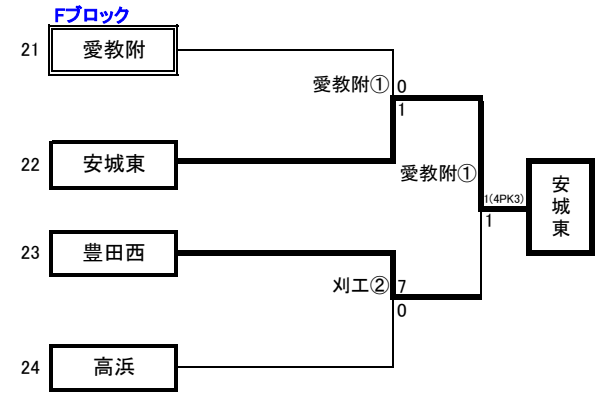 Fブロック
21 愛教附
愛教附① 0
1
22 安城東
愛教附①
1(4PK3)
1
安城東
23 豊田西
刈工② 7
0
24 高浜